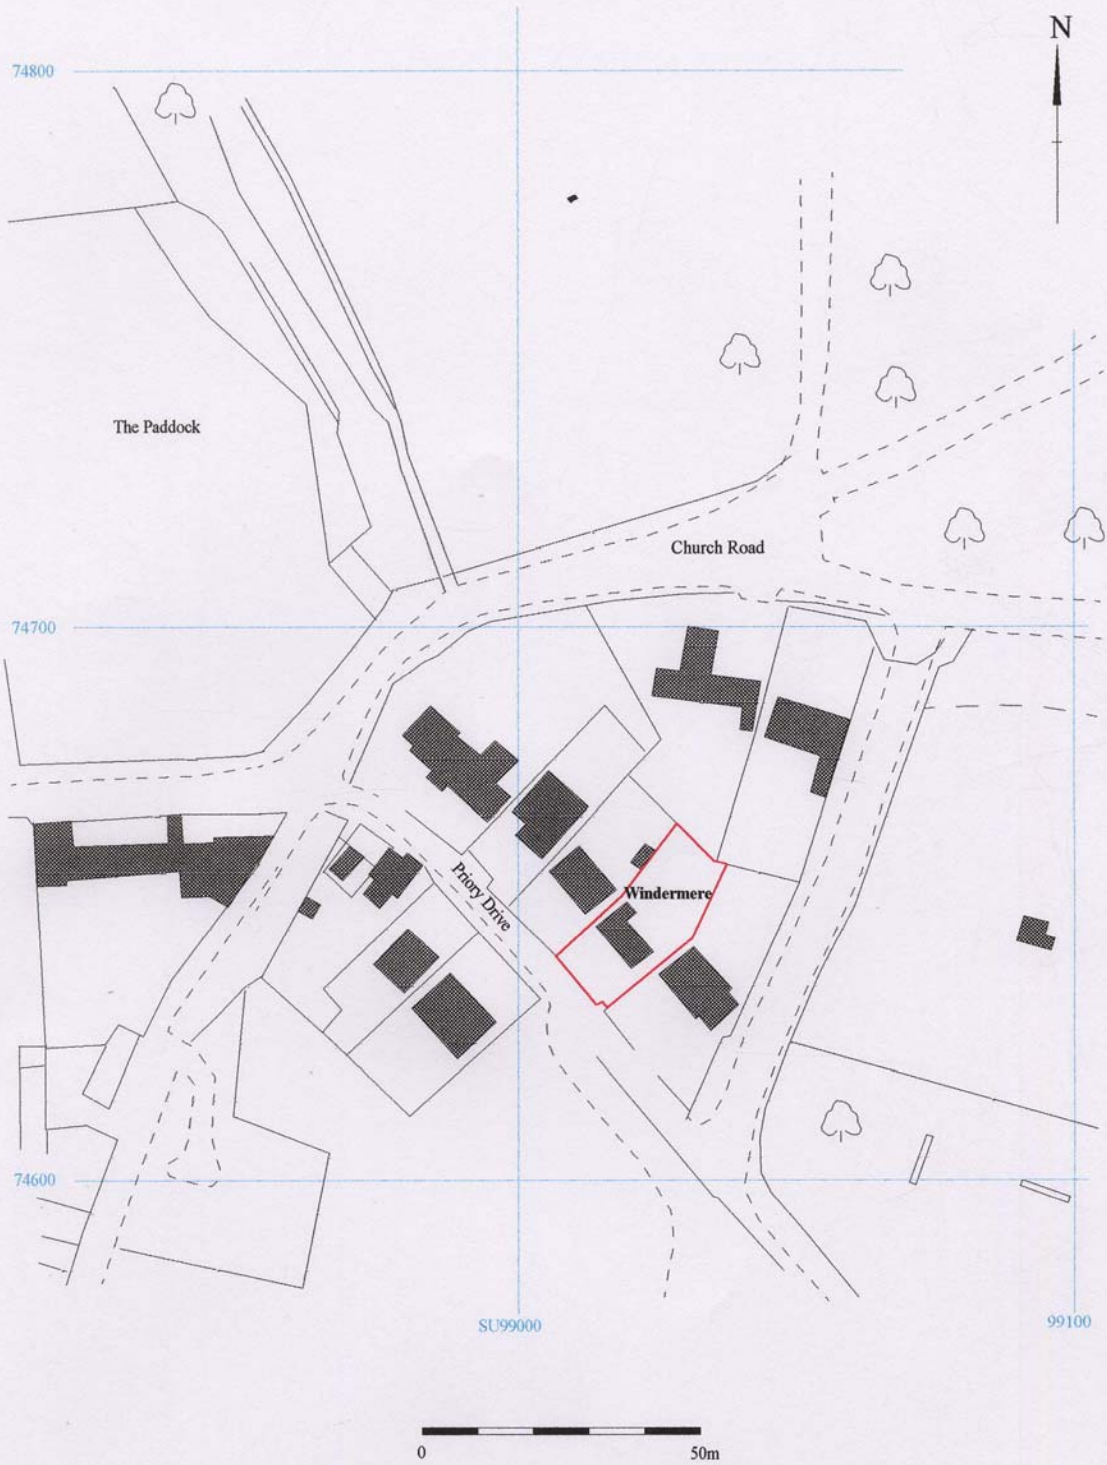 N
74800
The Paddock
Church Road
74700
Priory Drive
Windermere
74600
SU99000
99100
0
50m